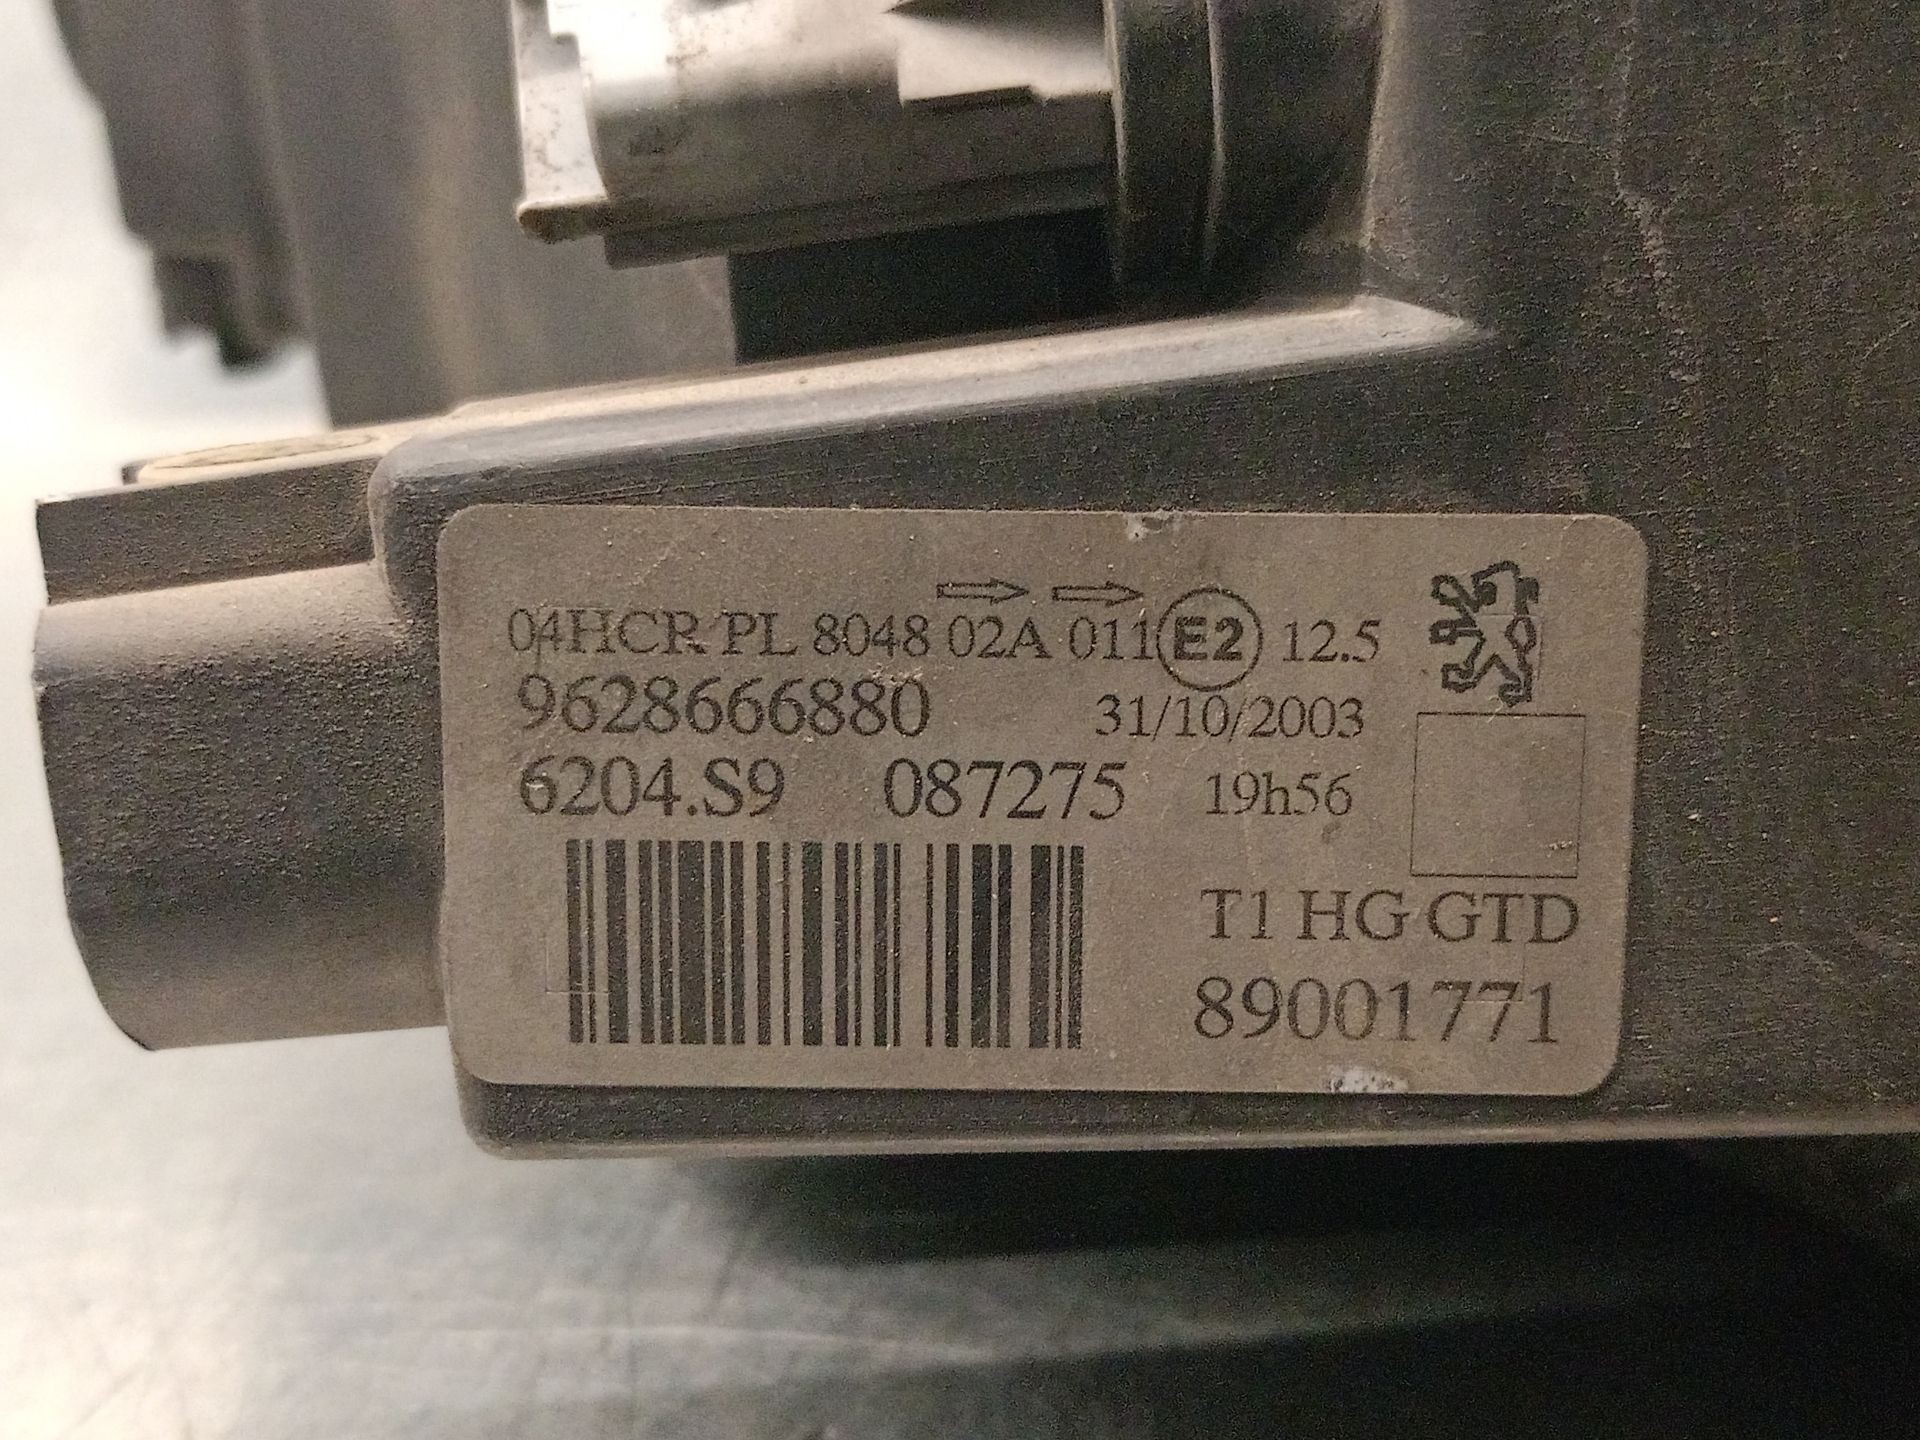 04HCR PL 8048 02A 011 E2 12.5
9628666880 31/10/2003
6204.S9 087275 19h56
T1 HG GTD
89001771